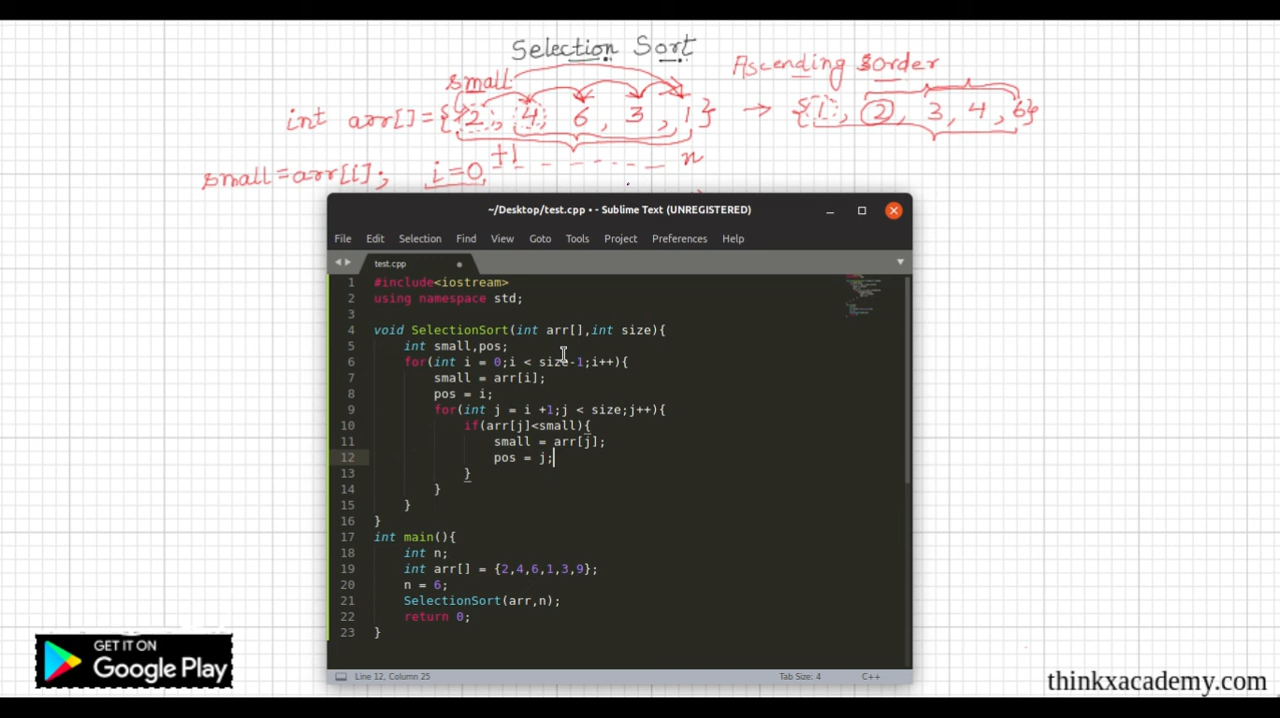 Selection Sort
Ascending order
small
int arr[]={2, 4, 6, 3, 1} → {1, 2, 3, 4, 6}
small=arr[i]; i=0 +1 ------ n
~/Desktop/test.cpp • - Sublime Text (UNREGISTERED)
File Edit Selection Find View Goto Tools Project Preferences Help
test.cpp
1 #include<iostream>
2 using namespace std;
3
4 void SelectionSort(int arr[],int size){
5 int small,pos;
6 for(int i = 0;i < size-1;i++){
7 small = arr[i];
8 pos = i;
9 for(int j = i +1;j < size;j++){
10 if(arr[j]<small){
11 small = arr[j];
12 pos = j;
13 }
14 }
15 }
16 }
17 int main(){
18 int n;
19 int arr[] = {2,4,6,1,3,9};
20 n = 6;
21 SelectionSort(arr,n);
22 return 0;
23 }
Line 12, Column 25 Tab Size: 4 C++
GET IT ON
Google Play
thinkxacademy.com